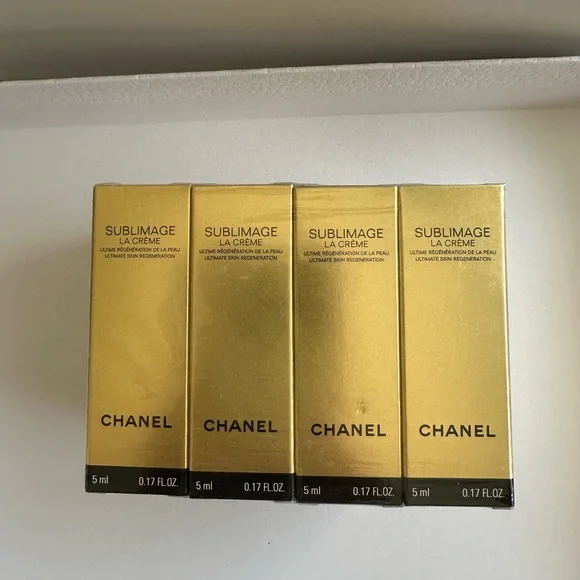 SUBLIMAGE
LA CRÈME
ULTIME RÉGÉNÉRATION DE LA PEAU
ULTIMATE SKIN REGENERATION
CHANEL
5 ml 0.17 FL.OZ.
SUBLIMAGE
LA CRÈME
ULTIME RÉGÉNÉRATION DE LA PEAU
ULTIMATE SKIN REGENERATION
CHANEL
5 ml 0.17 FL.OZ.
SUBLIMAGE
LA CRÈME
ULTIME RÉGÉNÉRATION DE LA PEAU
ULTIMATE SKIN REGENERATION
CHANEL
5 ml 0.17 FL.OZ.
SUBLIMAGE
LA CRÈME
ULTIME RÉGÉNÉRATION DE LA PEAU
ULTIMATE SKIN REGENERATION
CHANEL
5 ml 0.17 FL.OZ.